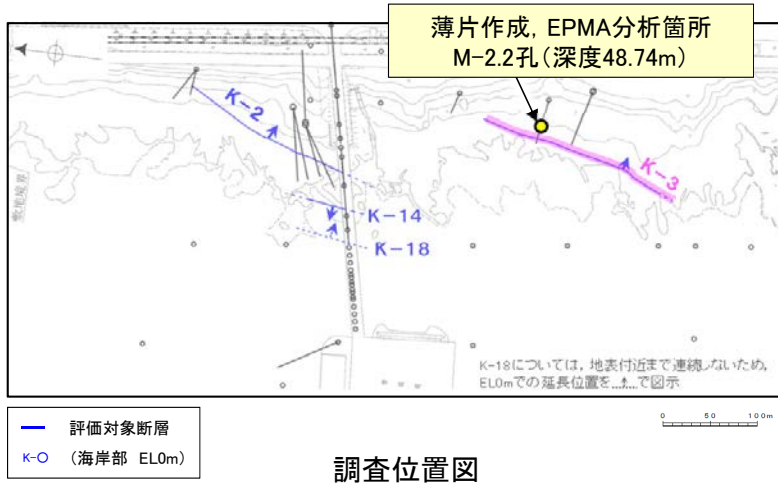 薄片作成，EPMA分析箇所
M-2.2孔（深度48.74m）
K-2
K-3
K-14
K-18
敷地境界
K-18については，地表付近まで連続しないため，
EL0mでの延長位置を…で図示
0 50 100m
評価対象断層
K-○ （海岸部 EL0m）
調査位置図